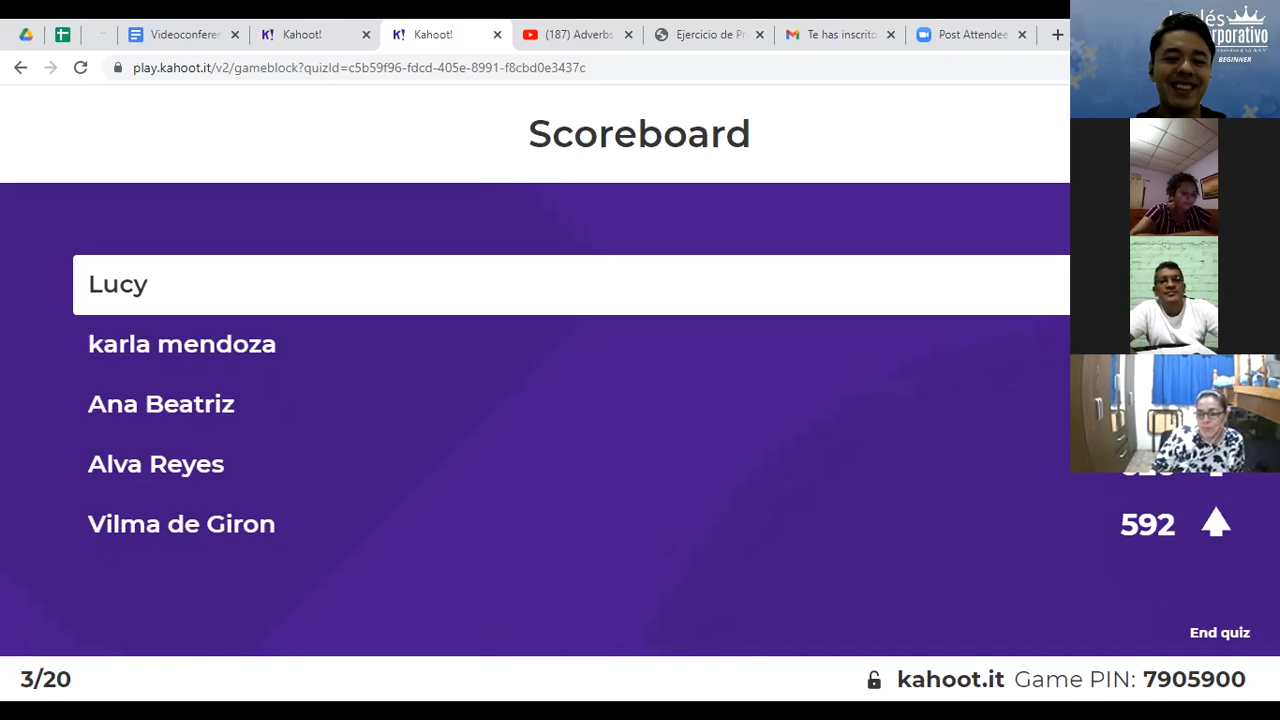 Videoconferen
Kahoot!
Kahoot!
(187) Adverbs
Ejercicio de Pr
Te has inscrito
Post Attendee
play.kahoot.it/v2/gameblock?quizId=c5b59f96-fdcd-405e-8991-f8cbd0e3437c
BEGINNER
Scoreboard
Lucy
karla mendoza
Ana Beatriz
Alva Reyes
Vilma de Giron
592
End quiz
3/20
kahoot.it Game PIN: 7905900